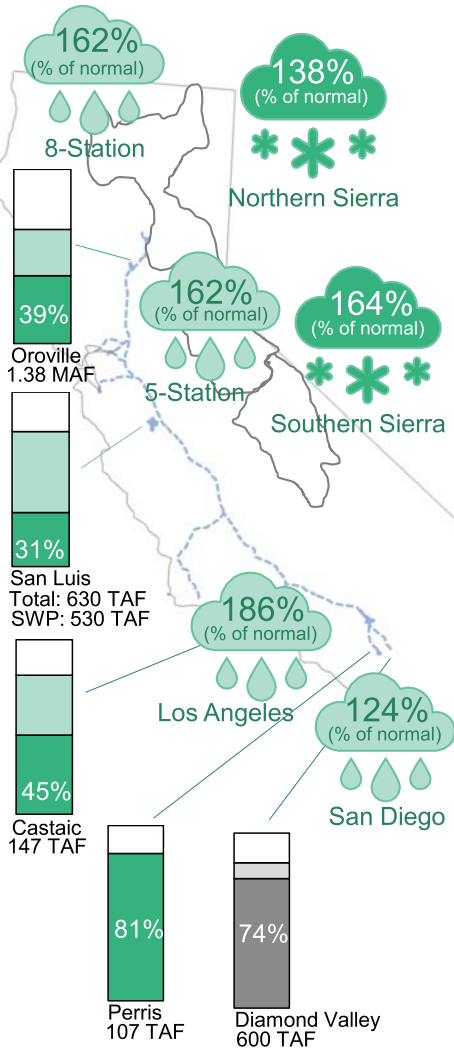 162%
(% of normal)
8-Station
138%
(% of normal)
Northern Sierra
39%
Oroville
1.38 MAF
162%
(% of normal)
5-Station
164%
(% of normal)
Southern Sierra
31%
San Luis
Total: 630 TAF
SWP: 530 TAF
186%
(% of normal)
Los Angeles
45%
Castaic
147 TAF
124%
(% of normal)
San Diego
81%
Perris
107 TAF
74%
Diamond Valley
600 TAF